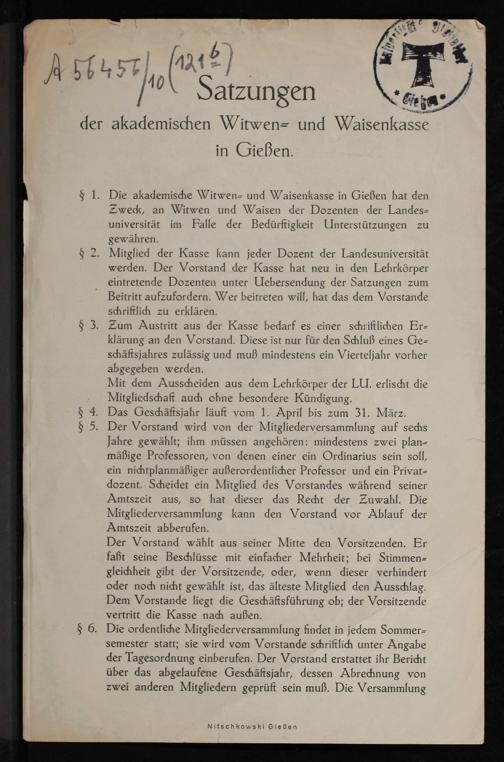 A 56456/10 (121b)
Universitäts Bibliothek
Gießen
Satzungen
der akademischen Witwen= und Waisenkasse
in Gießen.
§ 1. Die akademische Witwen= und Waisenkasse in Gießen hat den
Zweck, an Witwen und Waisen der Dozenten der Landes=
universität im Falle der Bedürftigkeit Unterstützungen zu
gewähren.
§ 2. Mitglied der Kasse kann jeder Dozent der Landesuniversität
werden. Der Vorstand der Kasse hat neu in den Lehrkörper
eintretende Dozenten unter Uebersendung der Satzungen zum
Beitritt aufzufordern. Wer beitreten will, hat das dem Vorstande
schriftlich zu erklären.
§ 3. Zum Austritt aus der Kasse bedarf es einer schriftlichen Er=
klärung an den Vorstand. Diese ist nur für den Schluß eines Ge=
schäftsjahres zulässig und muß mindestens ein Vierteljahr vorher
abgegeben werden.
Mit dem Ausscheiden aus dem Lehrkörper der LU. erlischt die
Mitgliedschaft auch ohne besondere Kündigung.
§ 4. Das Geschäftsjahr läuft vom 1. April bis zum 31. März.
§ 5. Der Vorstand wird von der Mitgliederversammlung auf sechs
Jahre gewählt; ihm müssen angehören: mindestens zwei plan=
mäßige Professoren, von denen einer ein Ordinarius sein soll,
ein nichtplanmäßiger außerordentlicher Professor und ein Privat=
dozent. Scheidet ein Mitglied des Vorstandes während seiner
Amtszeit aus, so hat dieser das Recht der Zuwahl. Die
Mitgliederversammlung kann den Vorstand vor Ablauf der
Amtszeit abberufen.
Der Vorstand wählt aus seiner Mitte den Vorsitzenden. Er
faßt seine Beschlüsse mit einfacher Mehrheit; bei Stimmen=
gleichheit gibt der Vorsitzende, oder, wenn dieser verhindert
oder noch nicht gewählt ist, das älteste Mitglied den Ausschlag.
Dem Vorstande liegt die Geschäftsführung ob; der Vorsitzende
vertritt die Kasse nach außen.
§ 6. Die ordentliche Mitgliederversammlung findet in jedem Sommer=
semester statt; sie wird vom Vorstande schriftlich unter Angabe
der Tagesordnung einberufen. Der Vorstand erstattet ihr Bericht
über das abgelaufene Geschäftsjahr, dessen Abrechnung von
zwei anderen Mitgliedern geprüft sein muß. Die Versammlung
Nitschkowski Gießen